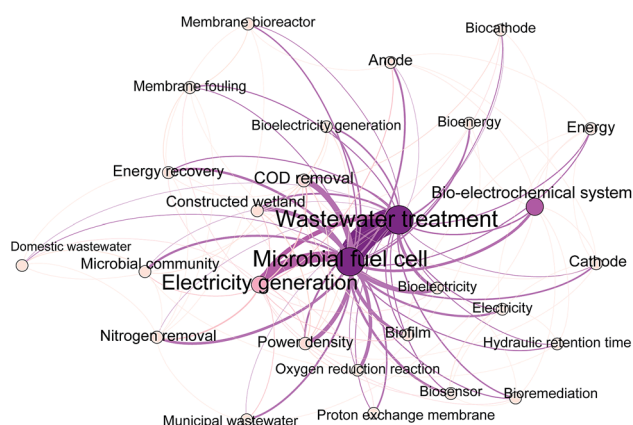 Membrane bioreactor
Biocathode
Anode
Membrane fouling
Bioelectricity generation
Bioenergy
Energy
Energy recovery
COD removal
Bio-electrochemical system
Constructed wetland
Wastewater treatment
Domestic wastewater
Microbial community
Microbial fuel cell
Cathode
Electricity generation
Bioelectricity
Electricity
Nitrogen removal
Power density
Biofilm
Hydraulic retention time
Oxygen reduction reaction
Biosensor
Bioremediation
Municipal wastewater
Proton exchange membrane